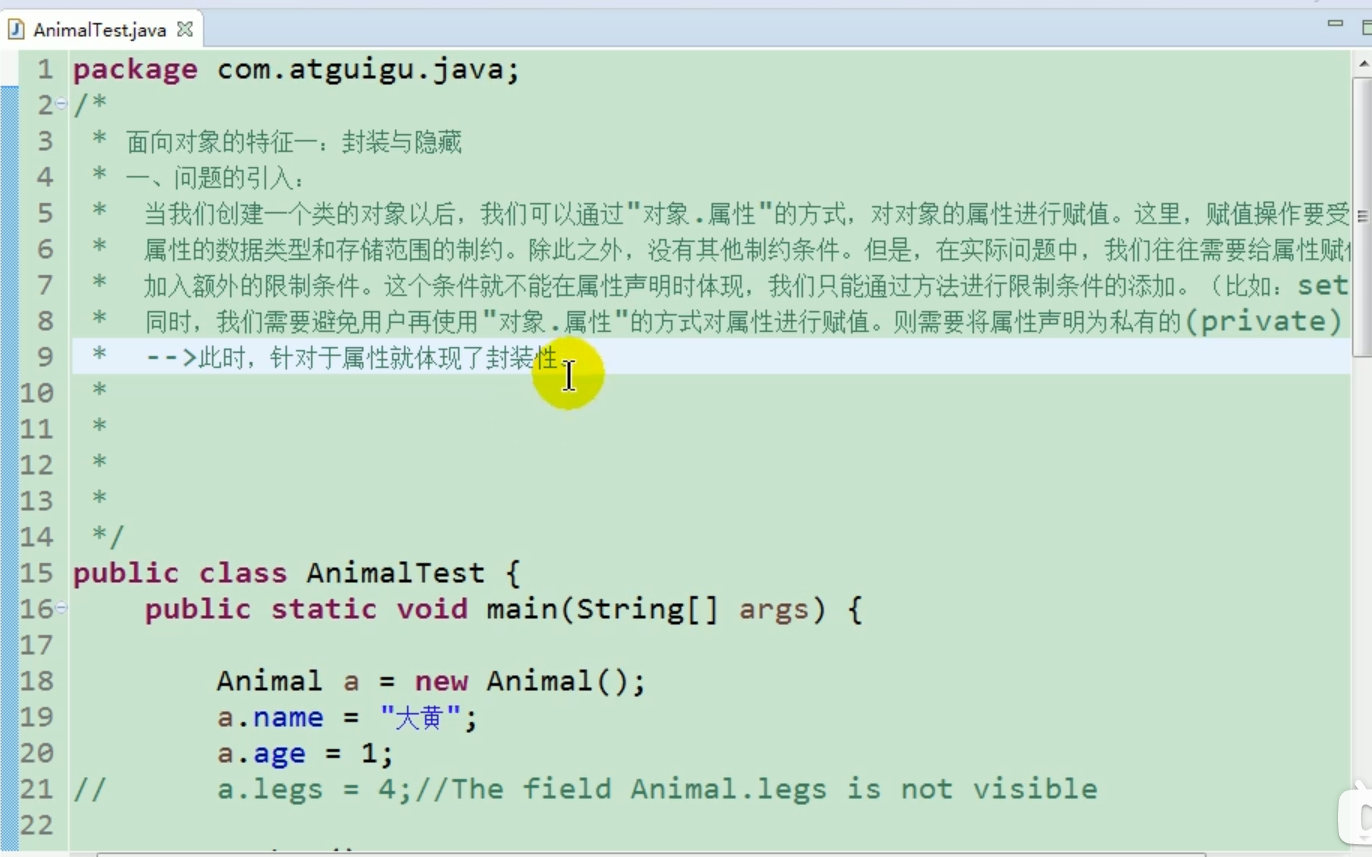 AnimalTest.java
1 package com.atguigu.java;
2 /*
3 * 面向对象的特征一：封装与隐藏
4 * 一、问题的引入：
5 * 当我们创建一个类的对象以后，我们可以通过"对象.属性"的方式，对对象的属性进行赋值。这里，赋值操作要受
6 * 属性的数据类型和存储范围的制约。除此之外，没有其他制约条件。但是，在实际问题中，我们往往需要给属性赋
7 * 加入额外的限制条件。这个条件就不能在属性声明时体现，我们只能通过方法进行限制条件的添加。（比如：set
8 * 同时，我们需要避免用户再使用"对象.属性"的方式对属性进行赋值。则需要将属性声明为私有的(private)
9 * -->此时，针对于属性就体现了封装性
10 *
11 *
12 *
13 *
14 */
15 public class AnimalTest {
16 public static void main(String[] args) {
17
18 Animal a = new Animal();
19 a.name = "大黄";
20 a.age = 1;
21 // a.legs = 4;//The field Animal.legs is not visible
22